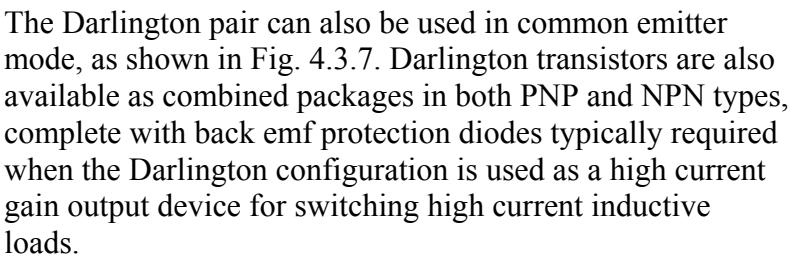 The Darlington pair can also be used in common emitter
mode, as shown in Fig. 4.3.7. Darlington transistors are also
available as combined packages in both PNP and NPN types,
complete with back emf protection diodes typically required
when the Darlington configuration is used as a high current
gain output device for switching high current inductive
loads.